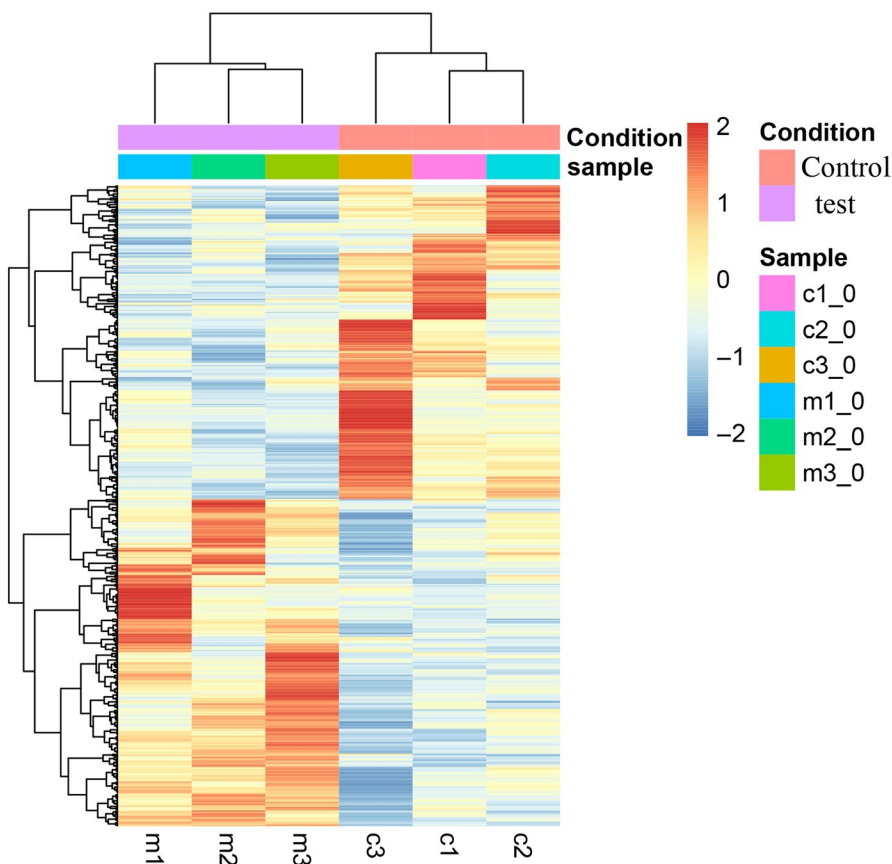 Condition
sample
2
1
0
−1
−2
Condition
Control
test
Sample
c1_0
c2_0
c3_0
m1_0
m2_0
m3_0
m1
m2
m3
c3
c1
c2